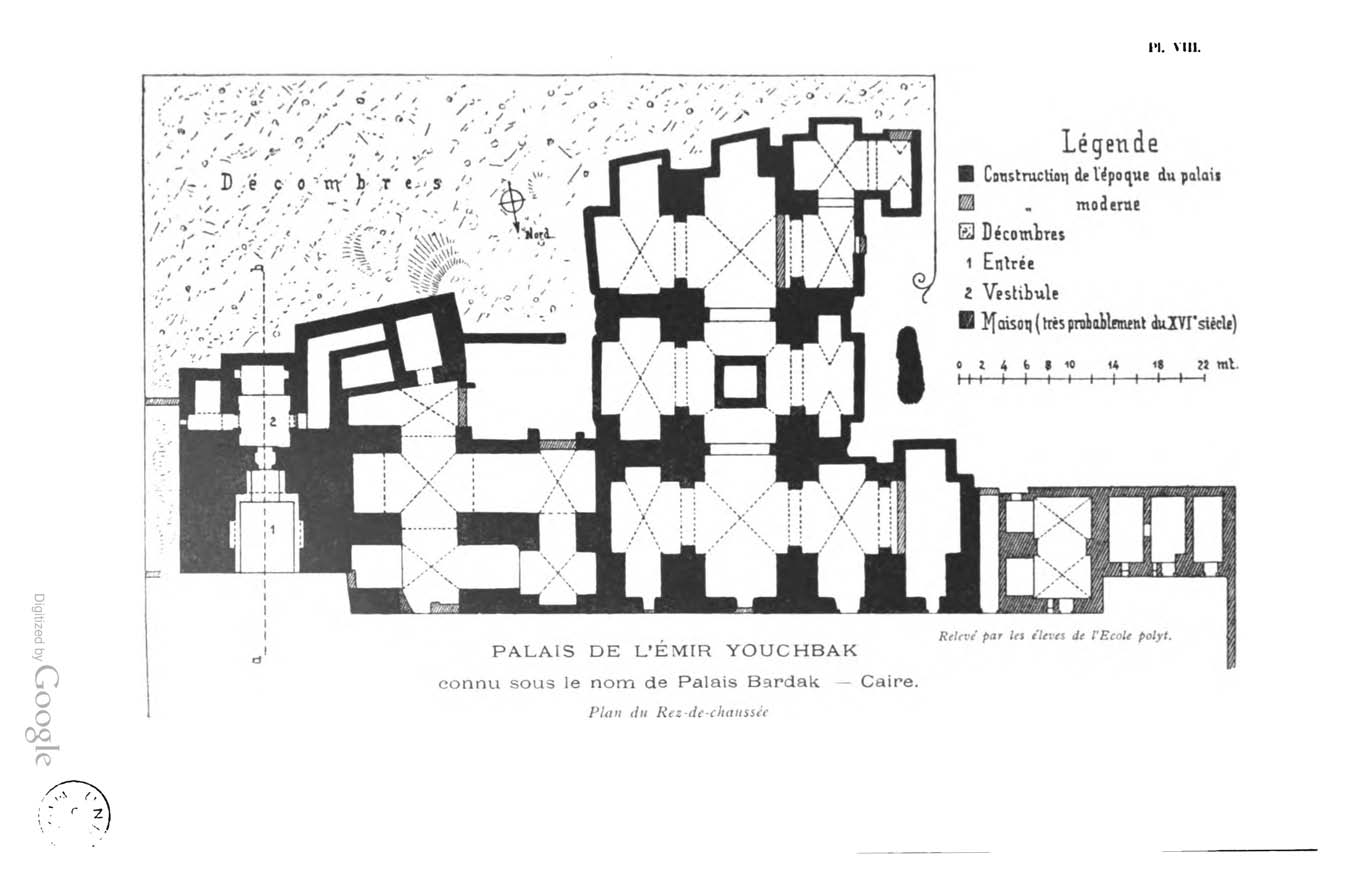 Pl. VIII.
Décombres
Nord
Légende
Construction de l'époque du palais
„ moderne
Décombres
1 Entrée
2 Vestibule
Maison (très probablement du XVIe siècle)
0 2 4 6 8 10 14 18 22 mt.
2
1
Relevé par les éleves de l'Ecole polyt.
PALAIS DE L'ÉMIR YOUCHBAK
connu sous le nom de Palais Bardak — Caire.
Plan du Rez-de-chaussée
Digitized by Google